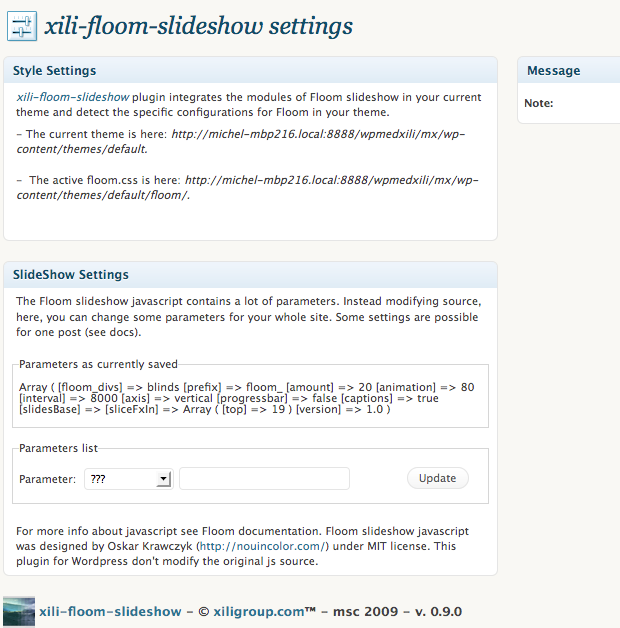 xili-floom-slideshow settings
Style Settings
xili-floom-slideshow plugin integrates the modules of Floom slideshow in your current
theme and detect the specific configurations for Floom in your theme.
– The current theme is here: http://michel-mbp216.local:8888/wpmedxili/mx/wp-
content/themes/default.
– The active floom.css is here: http://michel-mbp216.local:8888/wpmedxili/mx/wp-
content/themes/default/floom/.
Message
Note:
SlideShow Settings
The Floom slideshow javascript contains a lot of parameters. Instead modifying source,
here, you can change some parameters for your whole site. Some settings are possible
for one post (see docs).
Parameters as currently saved
Array ( [floom_divs] => blinds [prefix] => floom_ [amount] => 20 [animation] => 80
[interval] => 8000 [axis] => vertical [progressbar] => false [captions] => true
[slidesBase] => [sliceFxIn] => Array ( [top] => 19 ) [version] => 1.0 )
Parameters list
Parameter: ??? Update
For more info about javascript see Floom documentation. Floom slideshow javascript
was designed by Oskar Krawczyk (http://nouincolor.com/) under MIT license. This
plugin for Wordpress don't modify the original js source.
xili-floom-slideshow – © xiligroup.com™ – msc 2009 – v. 0.9.0